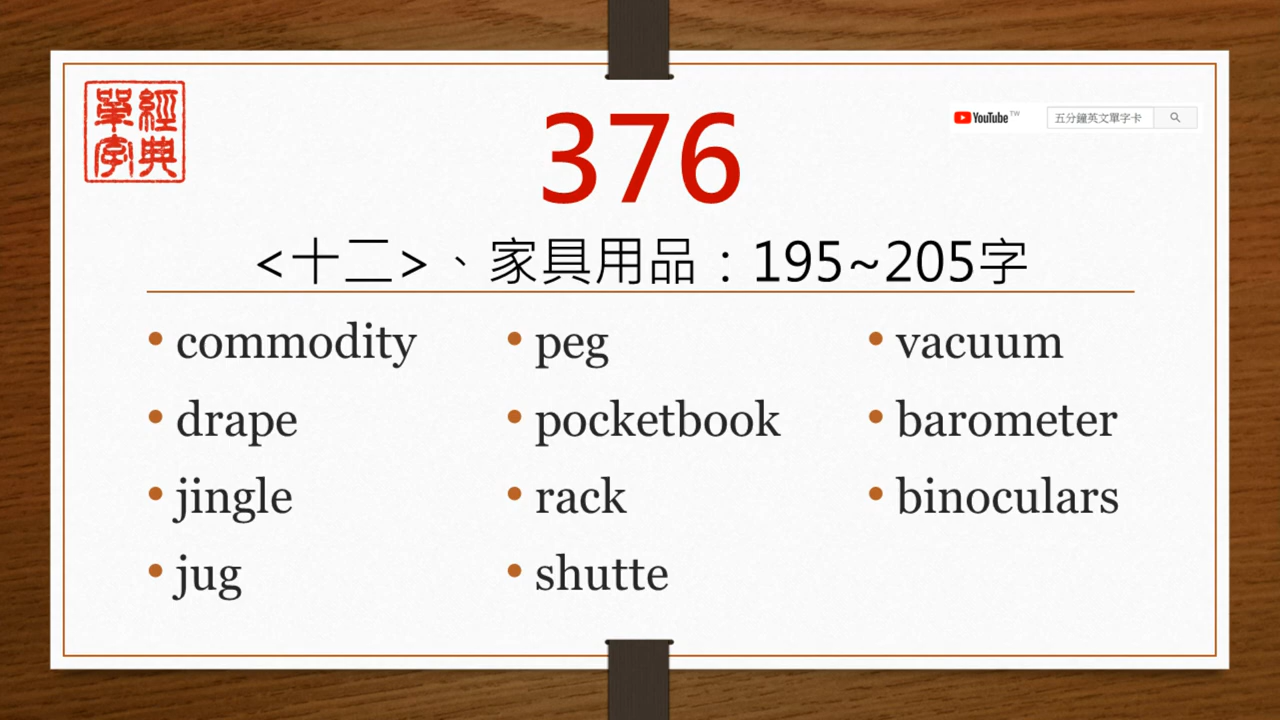 經典
單字
YouTube TW
五分鐘英文單字卡
376
<十二>、家具用品：195~205字
• commodity
• drape
• jingle
• jug
• peg
• pocketbook
• rack
• shutte
• vacuum
• barometer
• binoculars